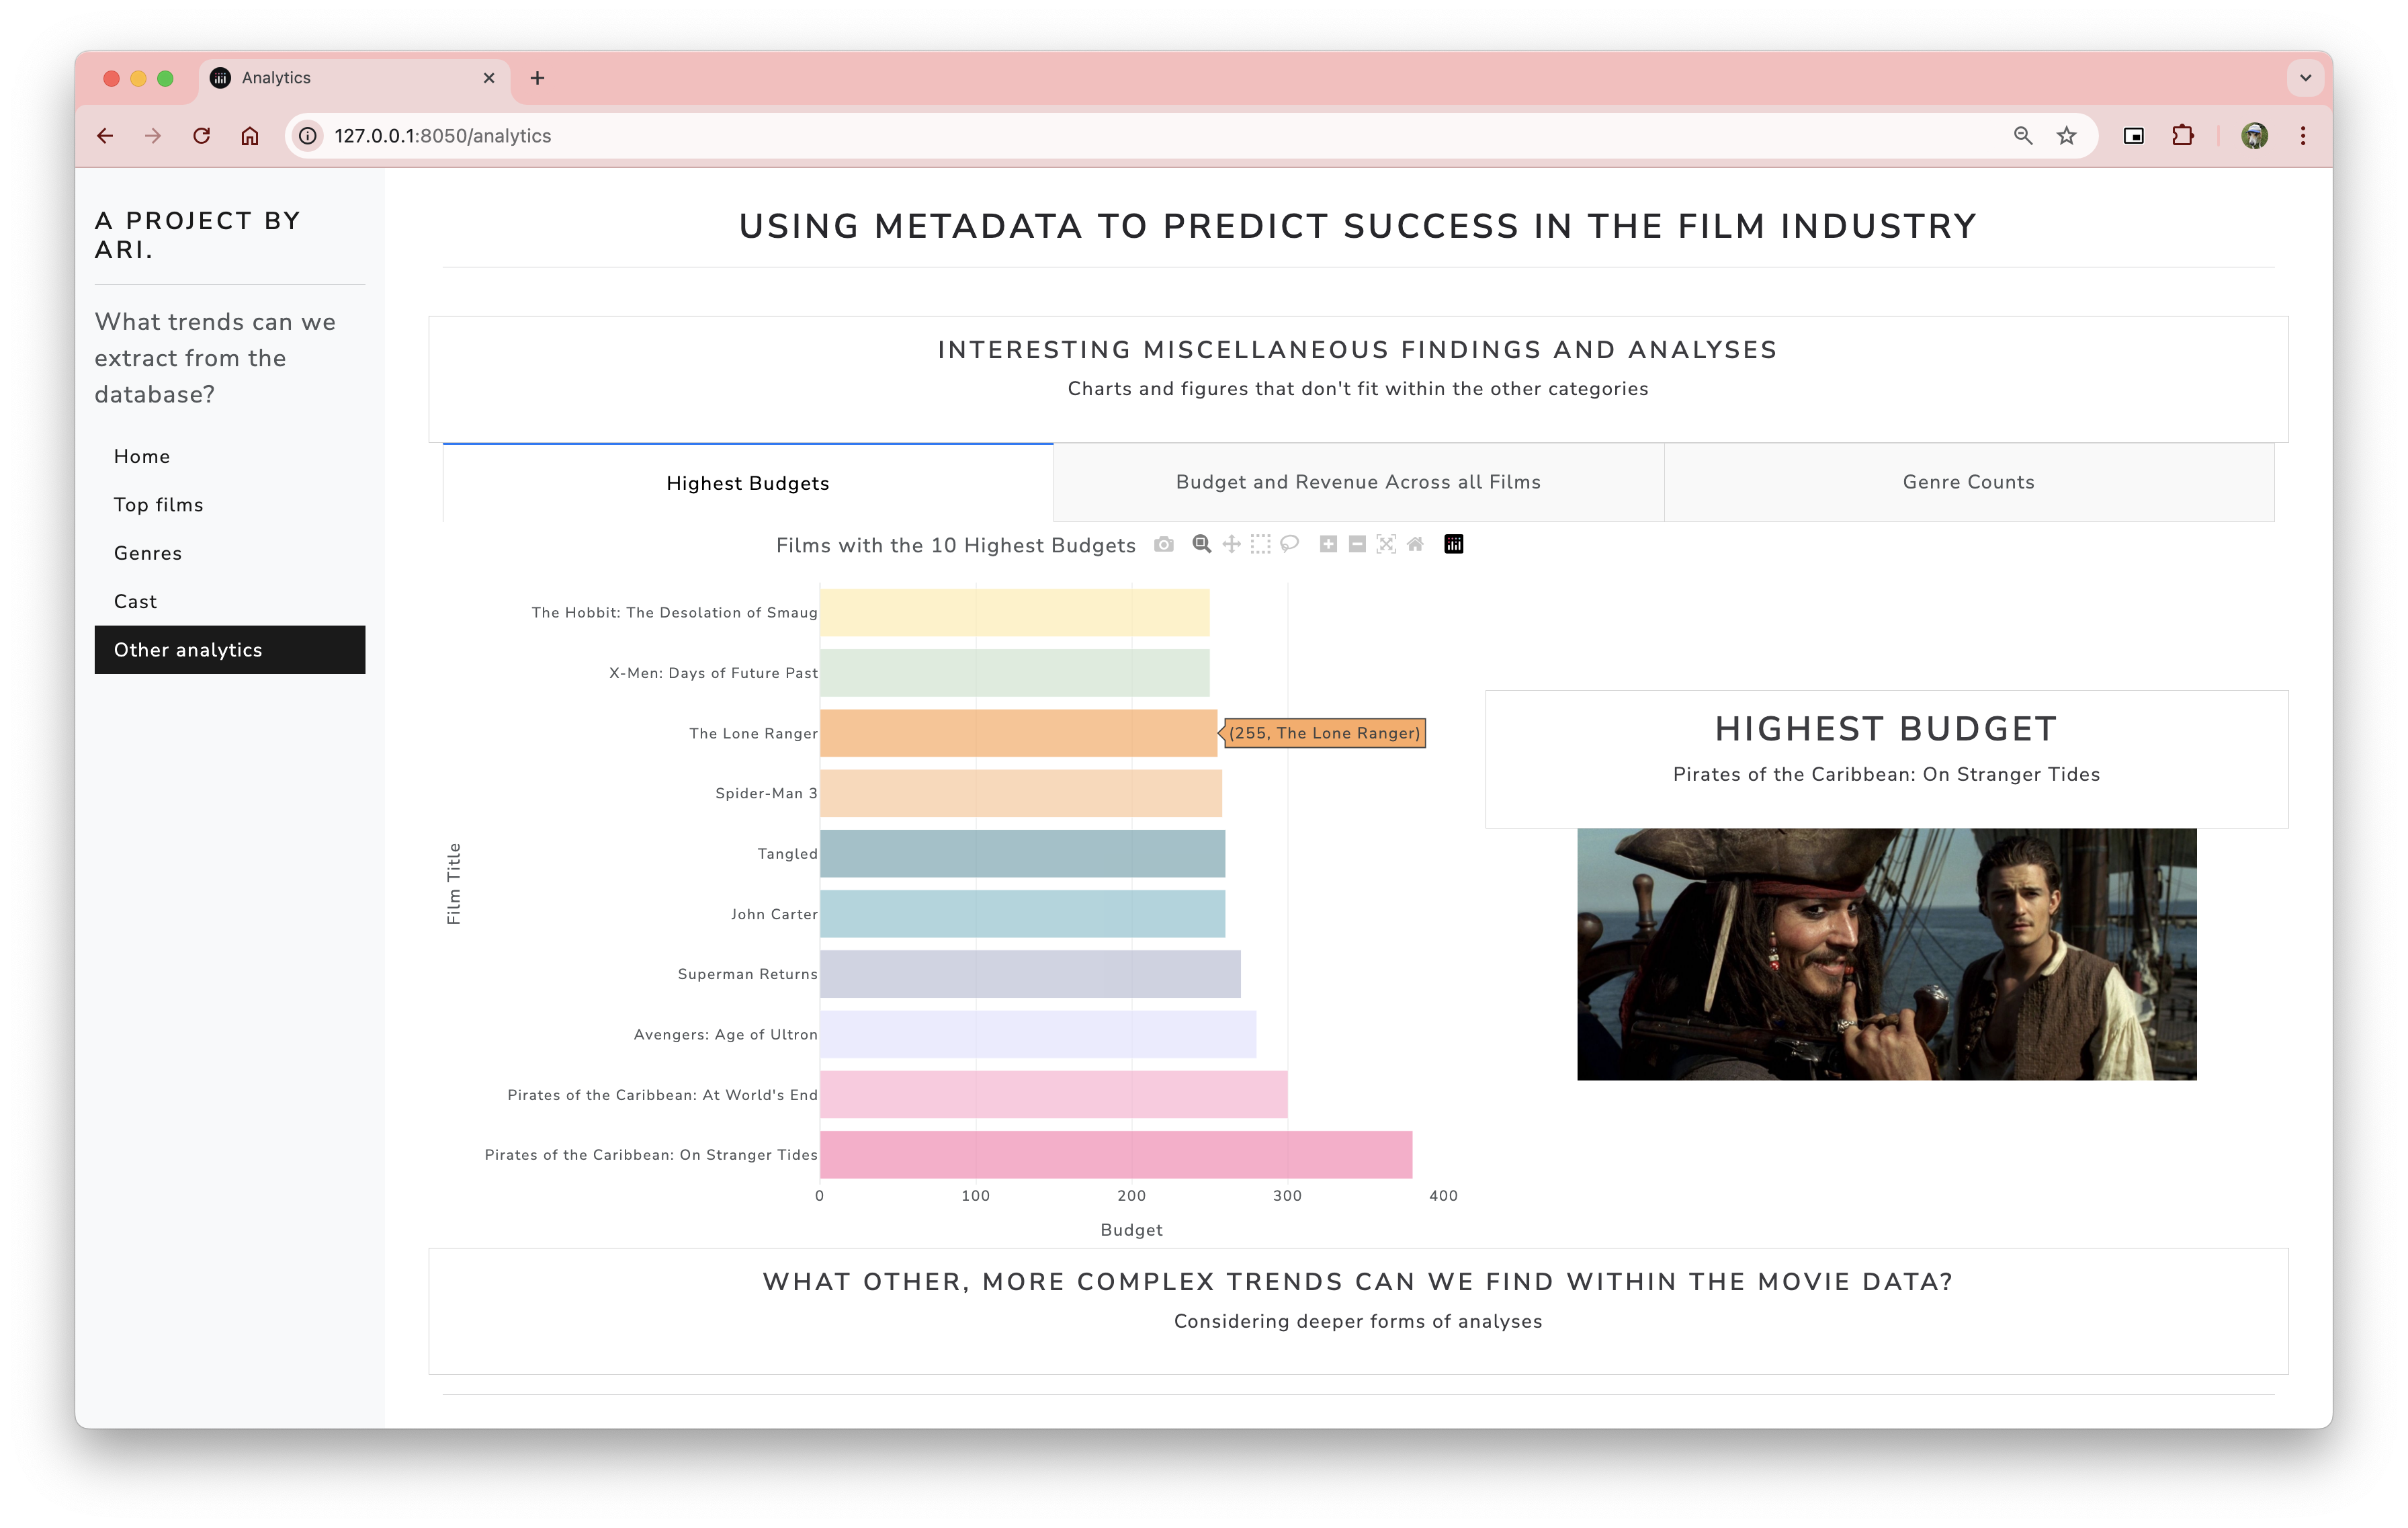 Analytics
127.0.0.1:8050/analytics
A PROJECT BY
ARI.
What trends can we
extract from the
database?
Home
Top films
Genres
Cast
Other analytics
USING METADATA TO PREDICT SUCCESS IN THE FILM INDUSTRY
INTERESTING MISCELLANEOUS FINDINGS AND ANALYSES
Charts and figures that don't fit within the other categories
Highest Budgets
Budget and Revenue Across all Films
Genre Counts
Films with the 10 Highest Budgets
The Hobbit: The Desolation of Smaug
X-Men: Days of Future Past
The Lone Ranger
(255, The Lone Ranger)
Spider-Man 3
Tangled
John Carter
Superman Returns
Avengers: Age of Ultron
Pirates of the Caribbean: At World's End
Pirates of the Caribbean: On Stranger Tides
Film Title
0 100 200 300 400
Budget
HIGHEST BUDGET
Pirates of the Caribbean: On Stranger Tides
WHAT OTHER, MORE COMPLEX TRENDS CAN WE FIND WITHIN THE MOVIE DATA?
Considering deeper forms of analyses